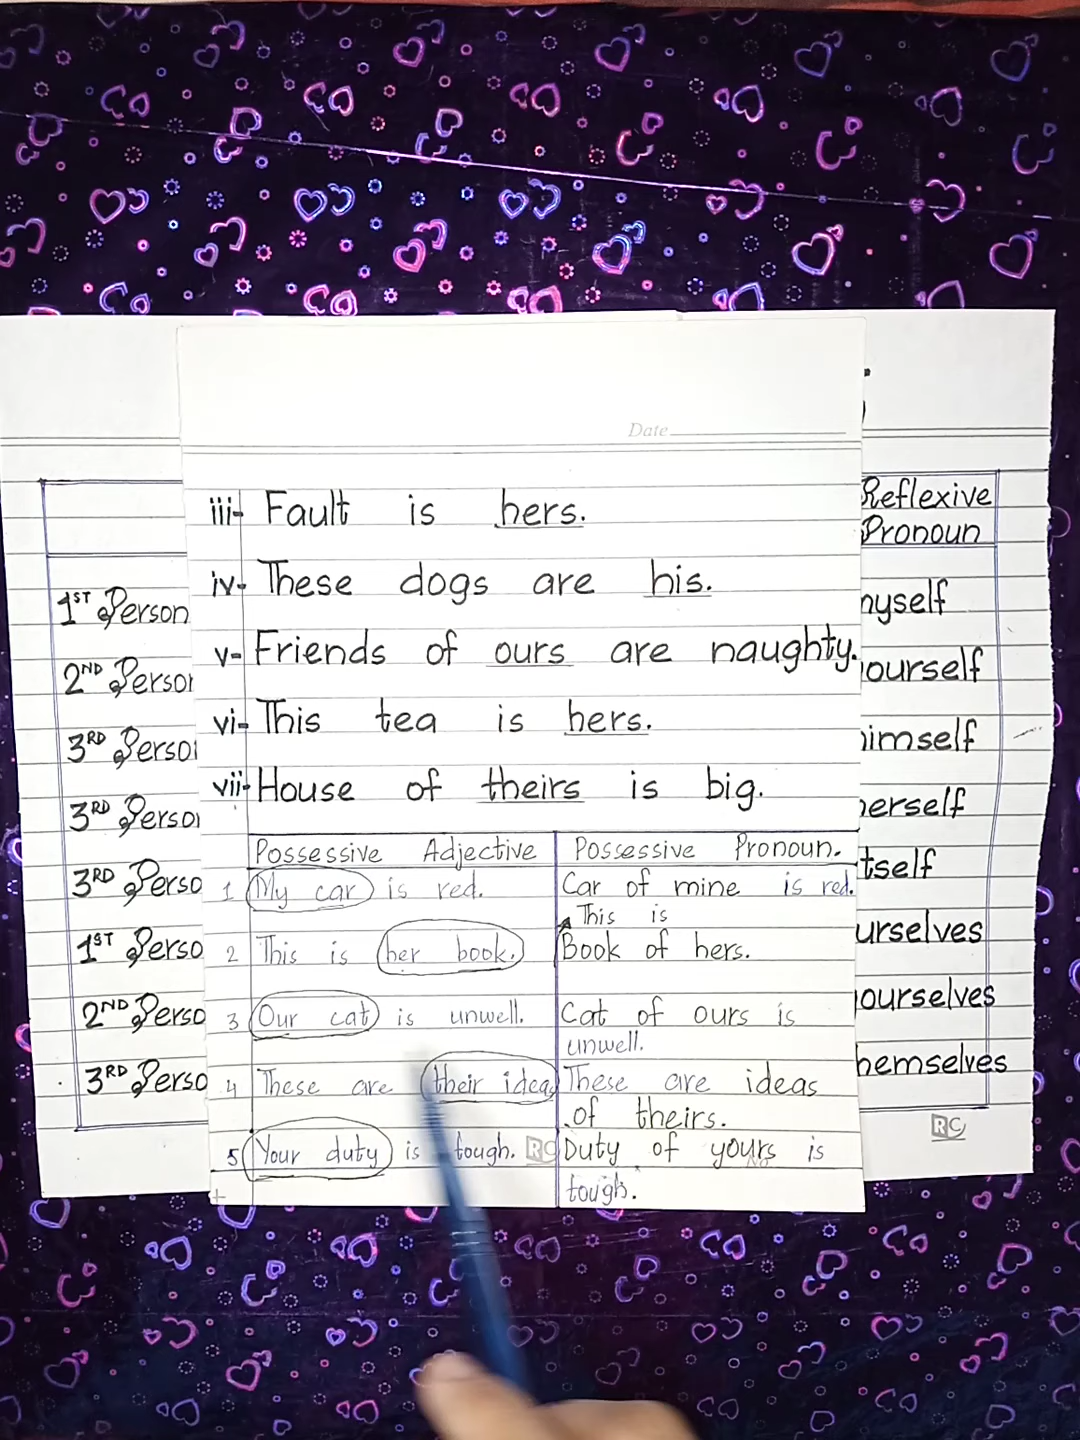 Date
iii- Fault is hers.
iv- These dogs are his.
v- Friends of ours are naughty.
vi- This tea is hers.
vii- House of theirs is big.
Possessive Adjective Possessive Pronoun.
1 My car is red. Car of mine is red.
This is
2 This is her book. Book of hers.
3 Our cat is unwell. Cat of ours is
unwell.
4 These are their idea These are ideas
of theirs.
5 Your duty is tough. Duty of yours is
tough.
1ST Person
2ND Person
3RD Person
3RD Person
3RD Perso
1ST Perso
2ND Perso
3RD Perso
Reflexive
Pronoun
myself
ourself
himself
herself
tself
urselves
ourselves
hemselves
RC
RC